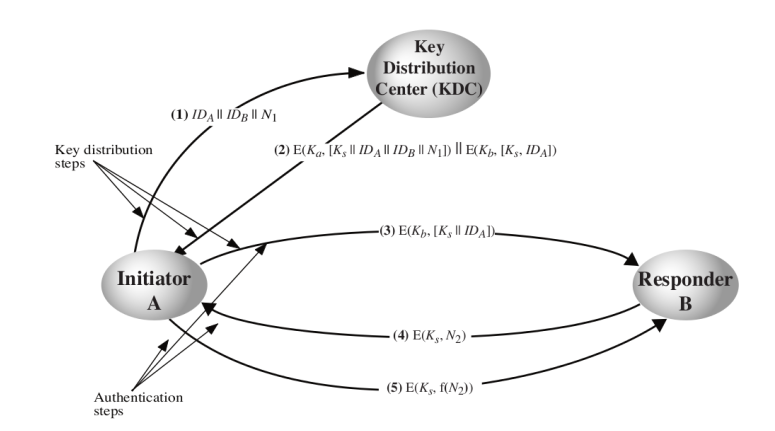 Key
Distribution
Center (KDC)
(1) ID_A || ID_B || N_1
(2) E(K_a, [K_s || ID_A || ID_B || N_1]) || E(K_b, [K_s, ID_A])
Key distribution
steps
(3) E(K_b, [K_s || ID_A])
Initiator
A
Responder
B
(4) E(K_s, N_2)
(5) E(K_s, f(N_2))
Authentication
steps